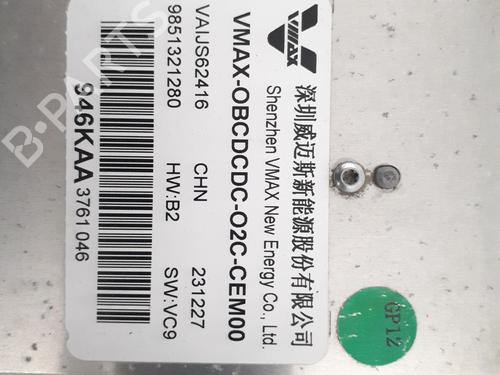 VMAX
深圳威迈斯新能源股份有限公司
Shenzhen VMAX New Energy Co., Ltd.
VMAX-OBCDCDC-O2C-CEM00
VAIJS62416 CHN 231227
9851321280 HW:B2 SW:VC9
946KAA 3761 046
GP12
B-PARTS